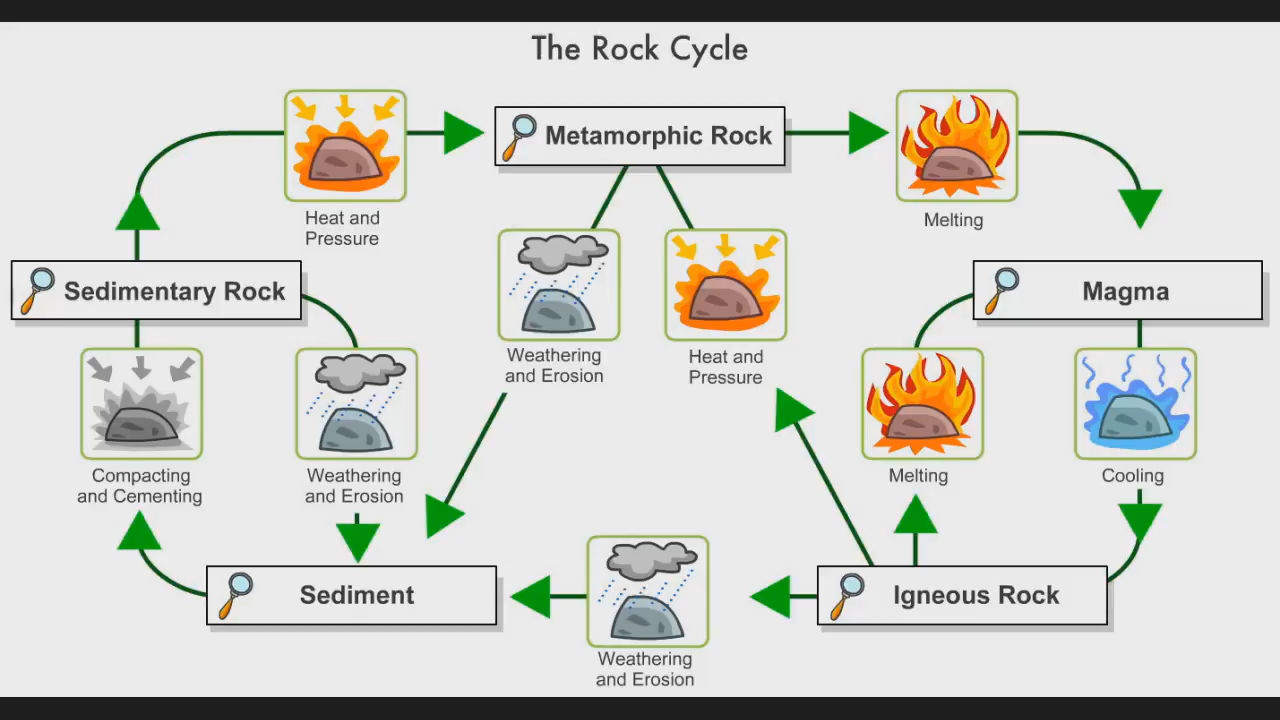 The Rock Cycle
Metamorphic Rock
Heat and
Pressure
Melting
Sedimentary Rock
Magma
Weathering
and Erosion
Heat and
Pressure
Compacting
and Cementing
Weathering
and Erosion
Melting
Cooling
Sediment
Igneous Rock
Weathering
and Erosion